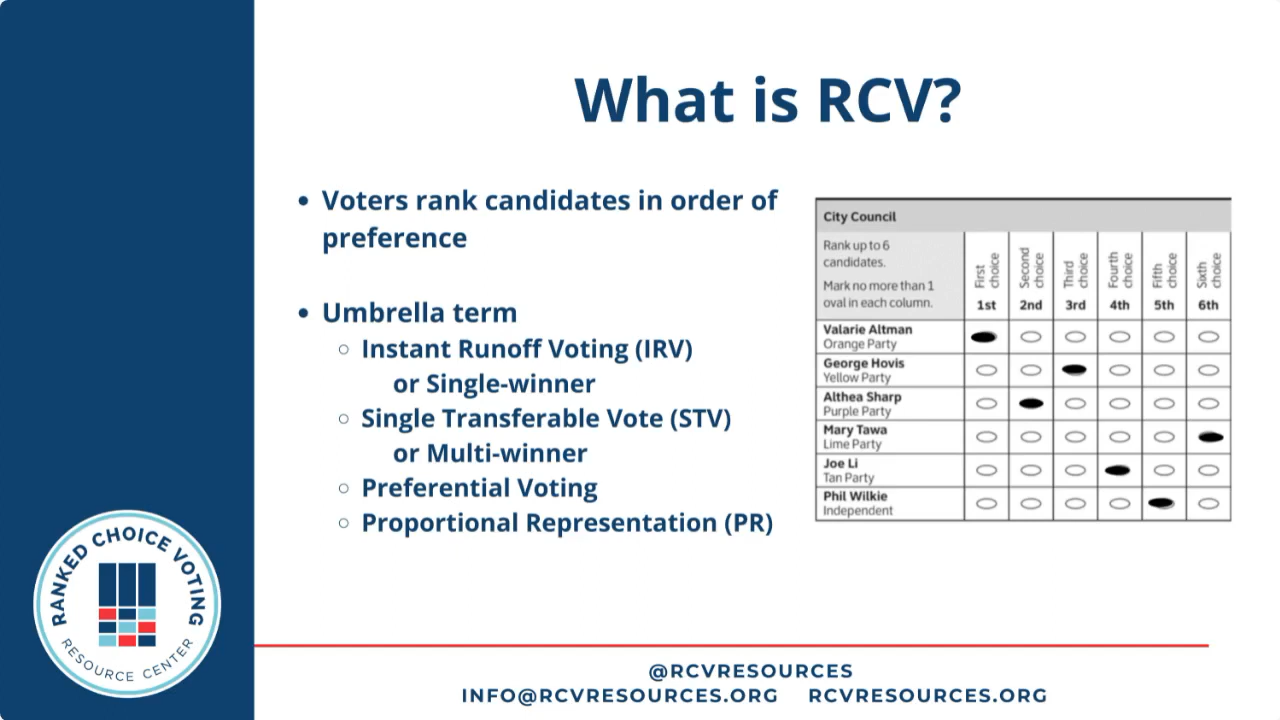 What is RCV?
• Voters rank candidates in order of
preference
• Umbrella term
○ Instant Runoff Voting (IRV)
or Single-winner
○ Single Transferable Vote (STV)
or Multi-winner
○ Preferential Voting
○ Proportional Representation (PR)
City Council
Rank up to 6
candidates.
Mark no more than 1
oval in each column.
First choice
1st
Second choice
2nd
Third choice
3rd
Fourth choice
4th
Fifth choice
5th
Sixth choice
6th
Valarie Altman
Orange Party
George Hovis
Yellow Party
Althea Sharp
Purple Party
Mary Tawa
Lime Party
Joe Li
Tan Party
Phil Wilkie
Independent
RANKED CHOICE VOTING
RESOURCE CENTER
@RCVRESOURCES
INFO@RCVRESOURCES.ORG RCVRESOURCES.ORG